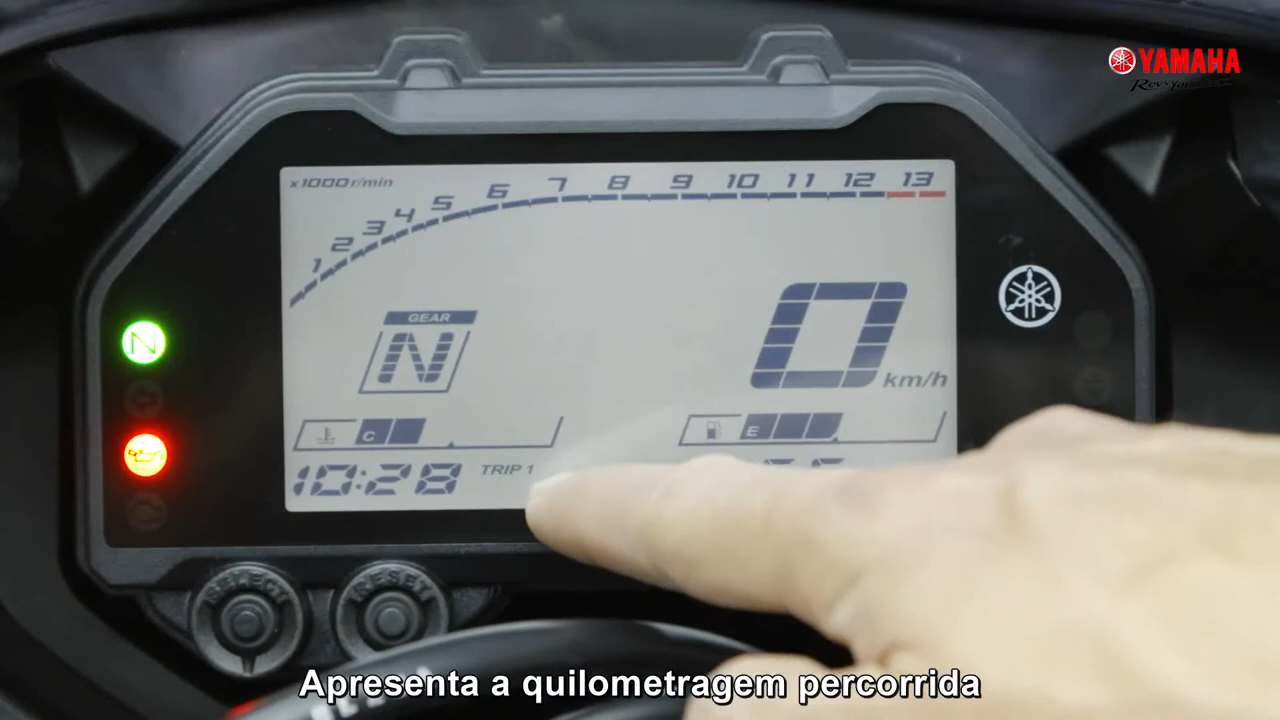 YAMAHA
Revs Your Heart
x1000 r/min
1 2 3 4 5 6 7 8 9 10 11 12 13
N
GEAR
N
0
km/h
C
E
10:28
TRIP 1
SELECT
RESET
Apresenta a quilometragem percorrida